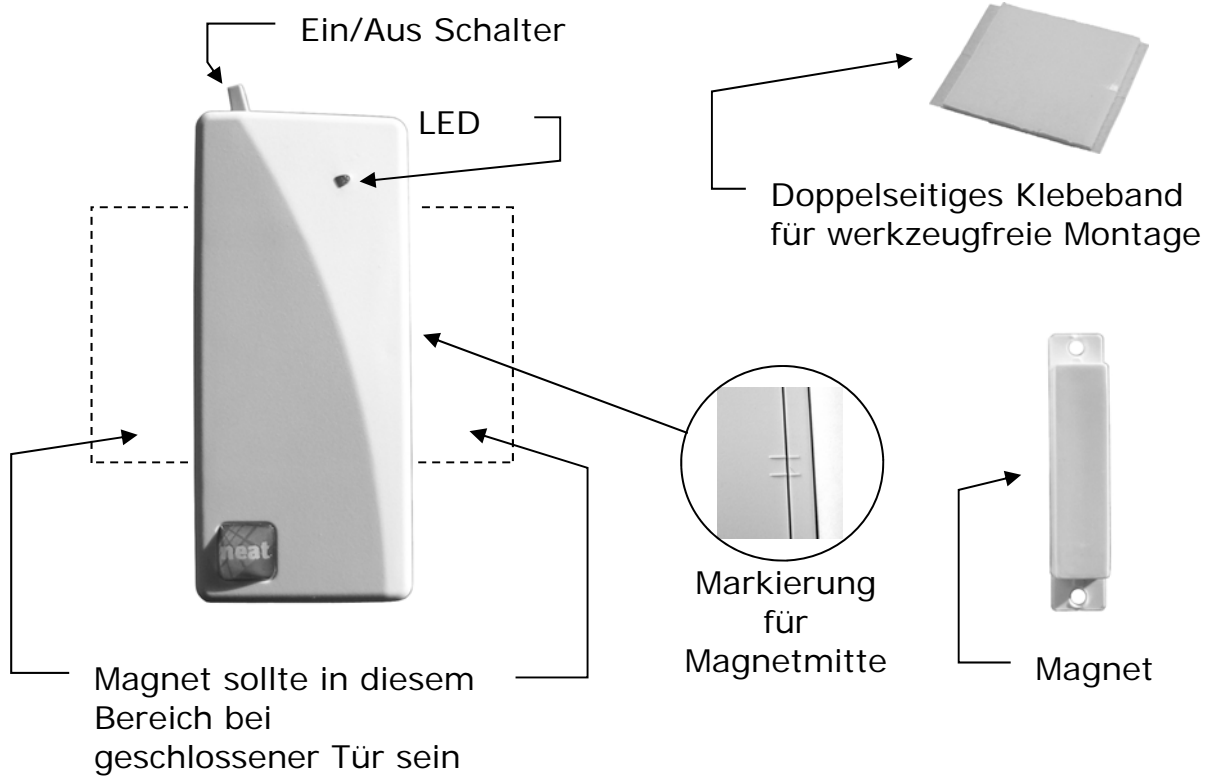 Ein/Aus Schalter
LED
Doppelseitiges Klebeband
für werkzeugfreie Montage
neat
Markierung
für
Magnetmitte
Magnet
Magnet sollte in diesem
Bereich bei
geschlossener Tür sein